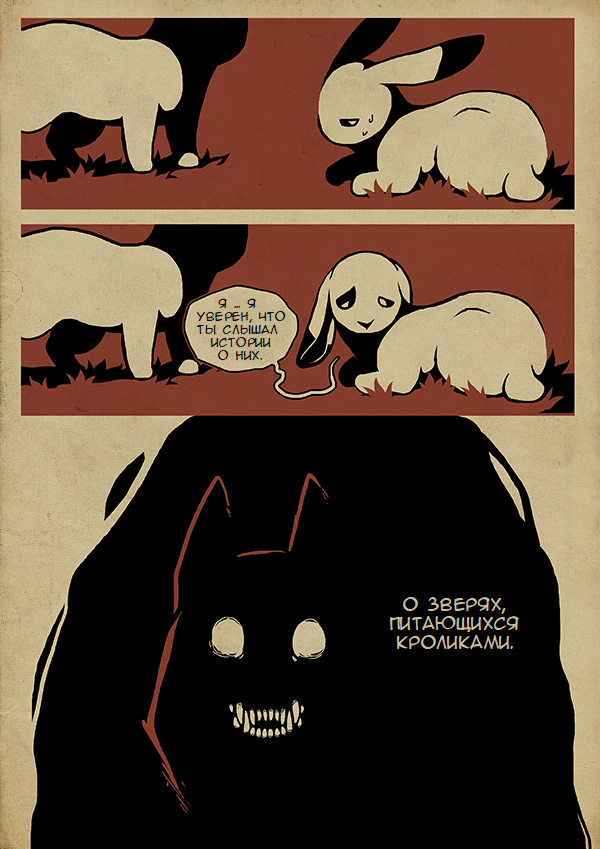 Я ... Я
УВЕРЕН, ЧТО
ТЫ СЛЫШАЛ
ИСТОРИИ
О НИХ.
О ЗВЕРЯХ,
ПИТАЮЩИХСЯ
КРОЛИКАМИ.